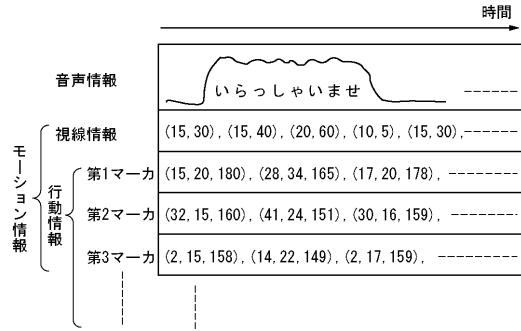 時間
音声情報
いらっしゃいませ
視線情報 (15,30), (15,40), (20,60), (10,5), (15,30),
第1マーカ (15,20,180), (28,34,165), (17,20,178),
第2マーカ (32,15,160), (41,24,151), (30,16,159),
第3マーカ (2,15,158), (14,22,149), (2,17,159),
モーション情報
行動情報